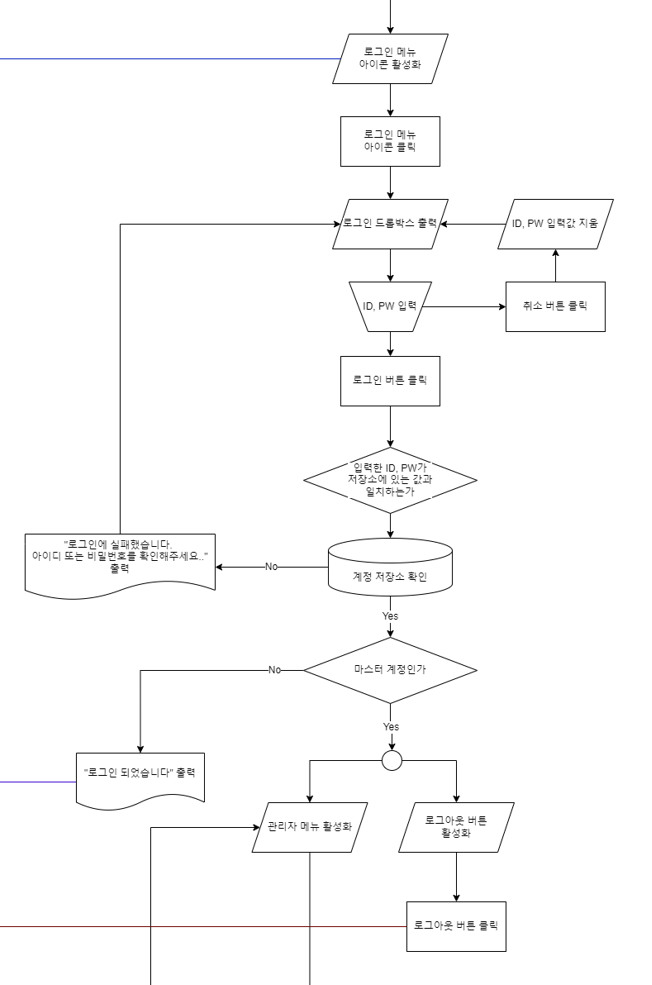 로그인 메뉴
아이콘 활성화
로그인 메뉴
아이콘 클릭
로그인 드롭박스 출력
ID, PW 입력값 지움
ID, PW 입력
취소 버튼 클릭
로그인 버튼 클릭
입력한 ID, PW가
저장소에 있는 값과
일치하는가
"로그인에 실패했습니다.
아이디 또는 비밀번호를 확인해주세요.."
출력
No
계정 저장소 확인
Yes
No
마스터 계정인가
Yes
"로그인 되었습니다" 출력
관리자 메뉴 활성화
로그아웃 버튼
활성화
로그아웃 버튼 클릭